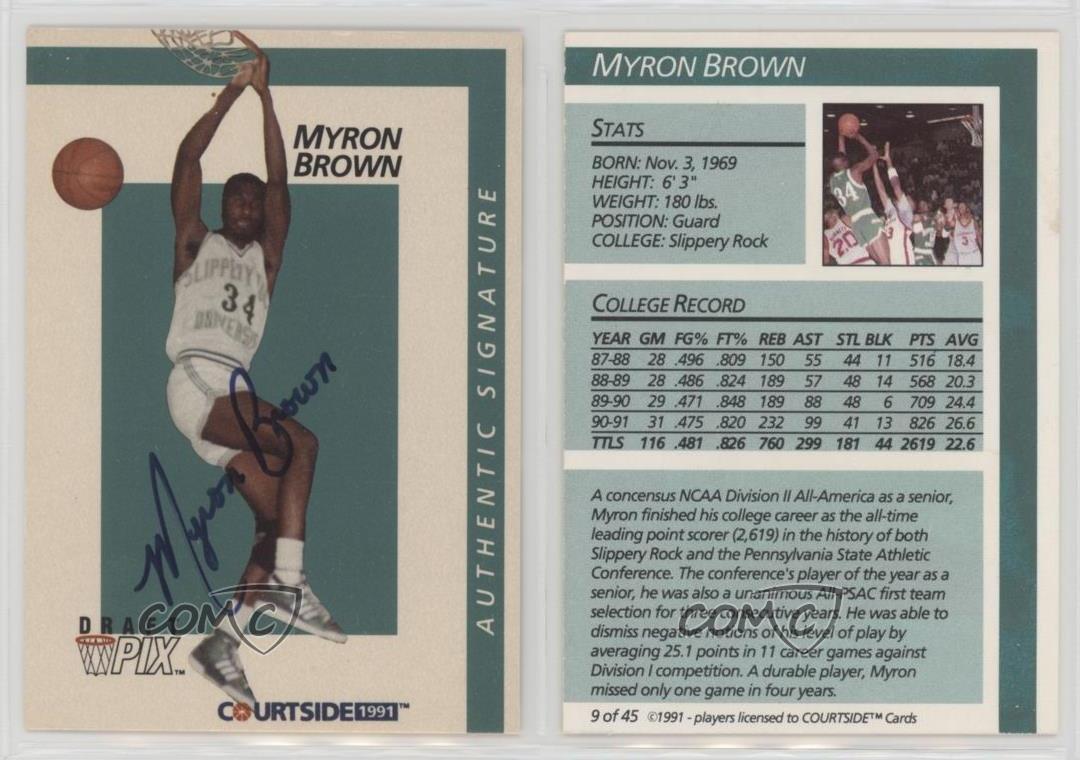 MYRON
BROWN
SLIPPERY
34
Myron Brown
AUTHENTIC SIGNATURE
DRAFT
PIX™
COMC
COURTSIDE 1991™
MYRON BROWN
STATS
BORN: Nov. 3, 1969
HEIGHT: 6' 3"
WEIGHT: 180 lbs.
POSITION: Guard
COLLEGE: Slippery Rock
34
20
3
3
COLLEGE RECORD
YEAR GM FG% FT% REB AST STL BLK PTS AVG
87-88 28 .496 .809 150 55 44 11 516 18.4
88-89 28 .486 .824 189 57 48 14 568 20.3
89-90 29 .471 .848 189 88 48 6 709 24.4
90-91 31 .475 .820 232 99 41 13 826 26.6
TTLS 116 .481 .826 760 299 181 44 2619 22.6
A concensus NCAA Division II All-America as a senior,
Myron finished his college career as the all-time
leading point scorer (2,619) in the history of both
Slippery Rock and the Pennsylvania State Athletic
Conference. The conference's player of the year as a
senior, he was also a unanimous All-PSAC first team
selection for three consecutive years. He was able to
dismiss negative notions of his level of play by
averaging 25.1 points in 11 career games against
Division I competition. A durable player, Myron
missed only one game in four years.
COMC
9 of 45 ©1991 - players licensed to COURTSIDE™ Cards